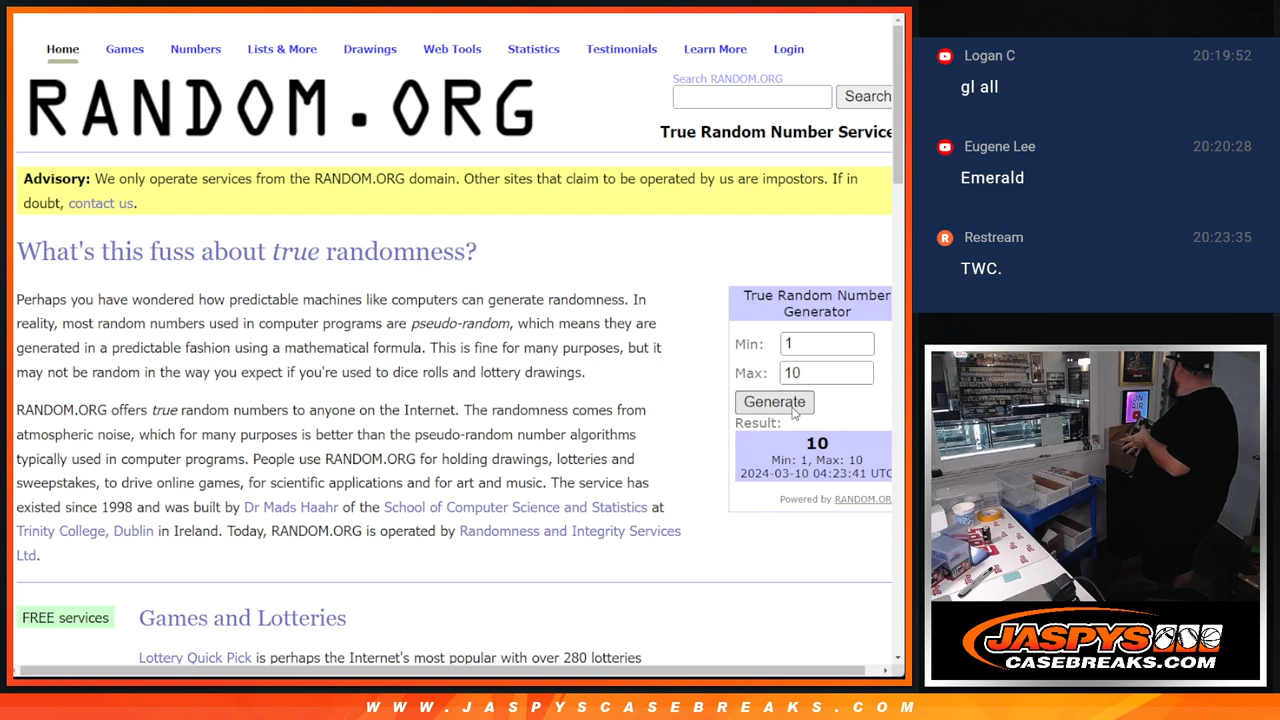 Home Games Numbers Lists & More Drawings Web Tools Statistics Testimonials Learn More Login
RANDOM.ORG
Search RANDOM.ORG
Search
True Random Number Service
Advisory: We only operate services from the RANDOM.ORG domain. Other sites that claim to be operated by us are impostors. If in
doubt, contact us.
What's this fuss about true randomness?
Perhaps you have wondered how predictable machines like computers can generate randomness. In
reality, most random numbers used in computer programs are pseudo-random, which means they are
generated in a predictable fashion using a mathematical formula. This is fine for many purposes, but it
may not be random in the way you expect if you're used to dice rolls and lottery drawings.
RANDOM.ORG offers true random numbers to anyone on the Internet. The randomness comes from
atmospheric noise, which for many purposes is better than the pseudo-random number algorithms
typically used in computer programs. People use RANDOM.ORG for holding drawings, lotteries and
sweepstakes, to drive online games, for scientific applications and for art and music. The service has
existed since 1998 and was built by Dr Mads Haahr of the School of Computer Science and Statistics at
Trinity College, Dublin in Ireland. Today, RANDOM.ORG is operated by Randomness and Integrity Services
Ltd.
True Random Number
Generator
Min: 1
Max: 10
Generate
Result:
10
Min: 1, Max: 10
2024-03-10 04:23:41 UTC
Powered by RANDOM.OR
FREE services
Games and Lotteries
Lottery Quick Pick is perhaps the Internet's most popular with over 280 lotteries
Logan C 20:19:52
gl all
Eugene Lee 20:20:28
Emerald
Restream 20:23:35
TWC.
ON
AIR
JASPYS
CASEBREAKS.COM
WWW.JASPYSCASEBREAKS.COM